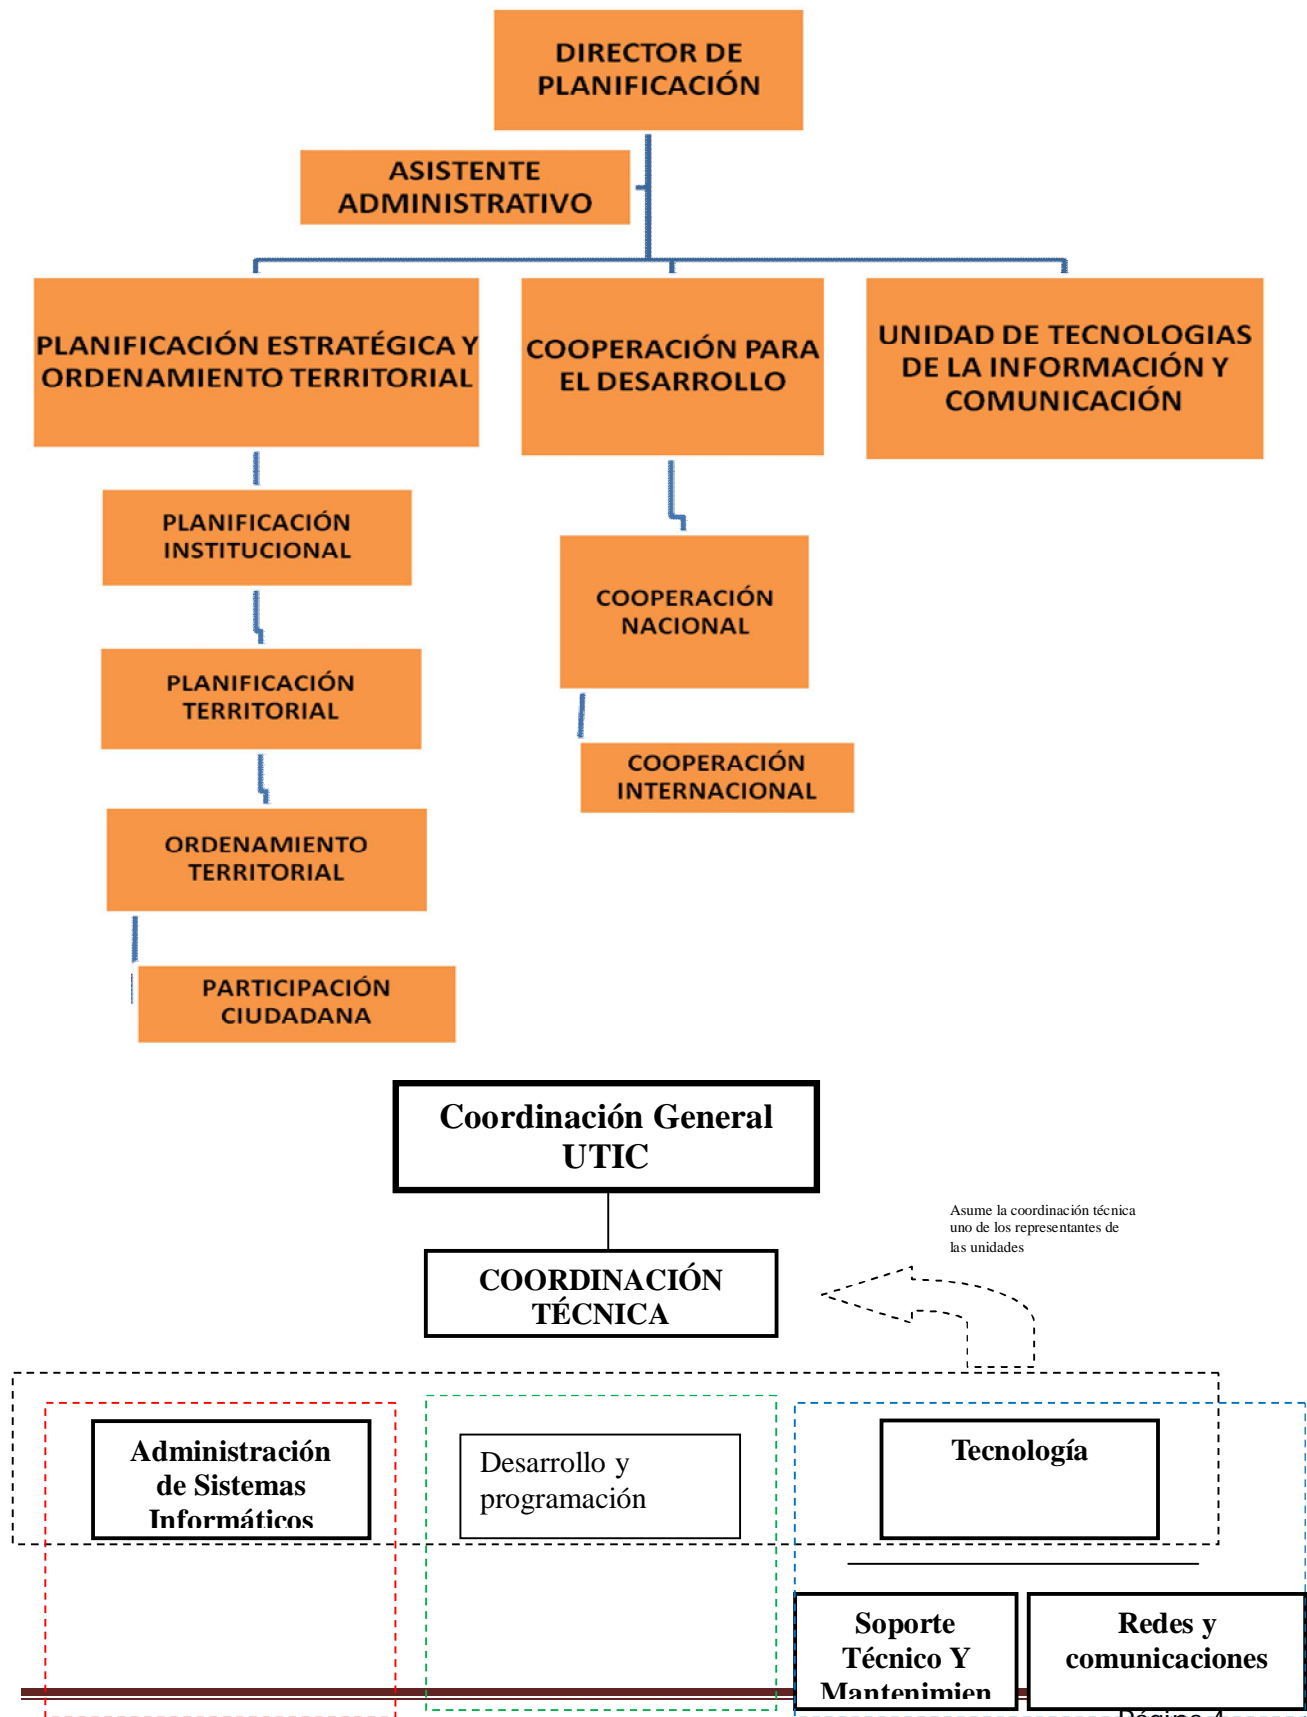 DIRECTOR DE
PLANIFICACIÓN
ASISTENTE
ADMINISTRATIVO
PLANIFICACIÓN ESTRATÉGICA Y
ORDENAMIENTO TERRITORIAL
COOPERACIÓN PARA
EL DESARROLLO
UNIDAD DE TECNOLOGIAS
DE LA INFORMACIÓN Y
COMUNICACIÓN
PLANIFICACIÓN
INSTITUCIONAL
PLANIFICACIÓN
TERRITORIAL
ORDENAMIENTO
TERRITORIAL
PARTICIPACIÓN
CIUDADANA
COOPERACIÓN
NACIONAL
COOPERACIÓN
INTERNACIONAL
Coordinación General
UTIC
COORDINACIÓN
TÉCNICA
Asume la coordinación técnica
uno de los representantes de
las unidades
Administración
de Sistemas
Informáticos
Desarrollo y
programación
Tecnología
Soporte
Técnico Y
Mantenimien
Redes y
comunicaciones
Página 4